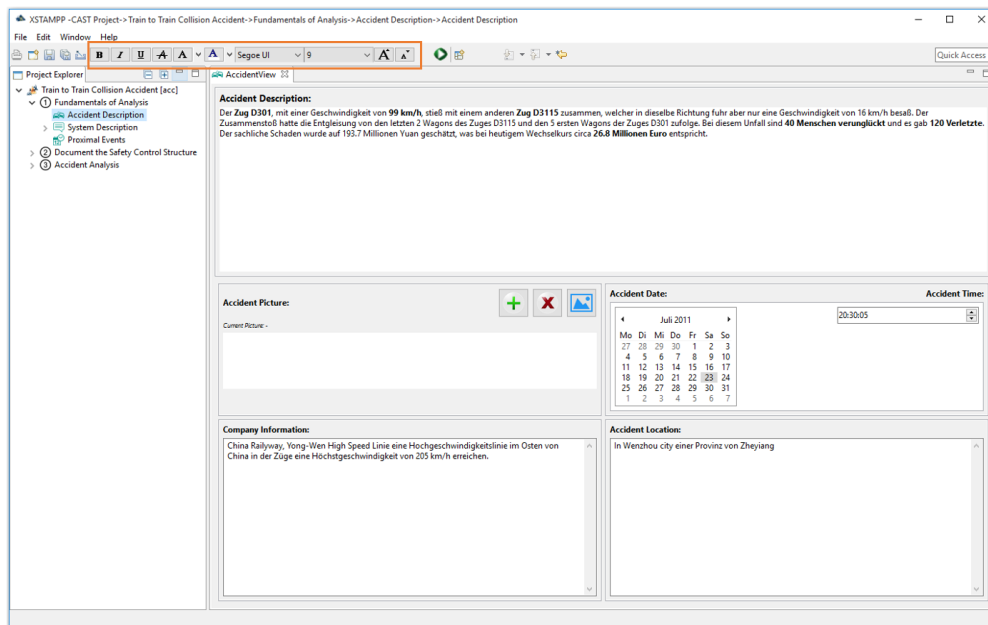 XSTAMPP -CAST Project->Train to Train Collision Accident->Fundamentals of Analysis->Accident Description->Accident Description
File Edit Window Help
B I U A A A Segoe UI 9 A A
Quick Access
Project Explorer
Train to Train Collision Accident [acc]
1 Fundamentals of Analysis
Accident Description
System Description
Proximal Events
2 Document the Safety Control Structure
3 Accident Analysis
AccidentView
Accident Description:
Der Zug D301, mit einer Geschwindigkeit von 99 km/h, stieß mit einem anderen Zug D3115 zusammen, welcher in dieselbe Richtung fuhr aber nur eine Geschwindigkeit von 16 km/h besaß. Der
Zusammenstoß hatte die Entgleisung von den letzten 2 Wagons des Zuges D3115 und den 5 ersten Wagons der Zuges D301 zufolge. Bei diesem Unfall sind 40 Menschen verunglückt und es gab 120 Verletzte.
Der sachliche Schaden wurde auf 193.7 Millionen Yuan geschätzt, was bei heutigem Wechselkurs circa 26.8 Millionen Euro entspricht.
Accident Picture:
Current Picture: -
Accident Date:
Accident Time:
Juli 2011
20:30:05
Mo Di Mi Do Fr Sa So
27 28 29 30 1 2 3
4 5 6 7 8 9 10
11 12 13 14 15 16 17
18 19 20 21 22 23 24
25 26 27 28 29 30 31
1 2 3 4 5 6 7
Company Information:
China Railyway, Yong-Wen High Speed Linie eine Hochgeschwindigkeitslinie im Osten von
China in der Züge eine Höchstgeschwindigkeit von 205 km/h erreichen.
Accident Location:
In Wenzhou city einer Provinz von Zheyiang